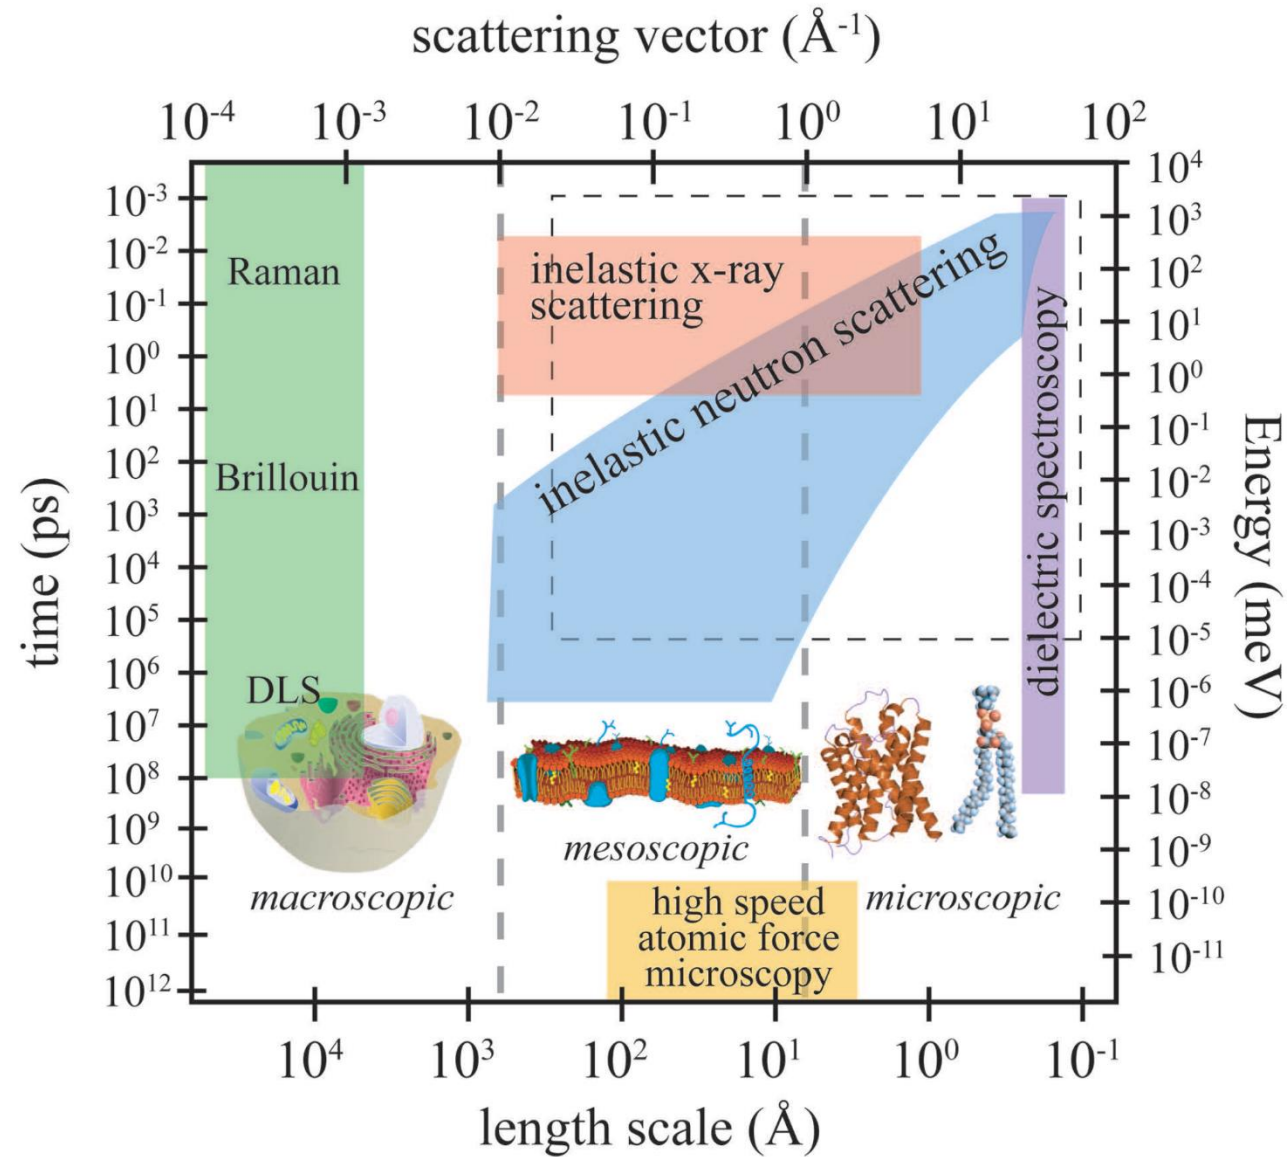 scattering vector (Å⁻¹)
10⁻⁴ 10⁻³ 10⁻² 10⁻¹ 10⁰ 10¹ 10²
time (ps)
10⁻³
10⁻²
10⁻¹
10⁰
10¹
10²
10³
10⁴
10⁵
10⁶
10⁷
10⁸
10⁹
10¹⁰
10¹¹
10¹²
Raman
Brillouin
DLS
inelastic x-ray
scattering
inelastic neutron scattering
dielectric spectroscopy
macroscopic
mesoscopic
microscopic
high speed
atomic force
microscopy
10⁴
10³
10²
10¹
10⁰
10⁻¹
10⁻²
10⁻³
10⁻⁴
10⁻⁵
10⁻⁶
10⁻⁷
10⁻⁸
10⁻⁹
10⁻¹⁰
10⁻¹¹
Energy (meV)
10⁴ 10³ 10² 10¹ 10⁰ 10⁻¹
length scale (Å)